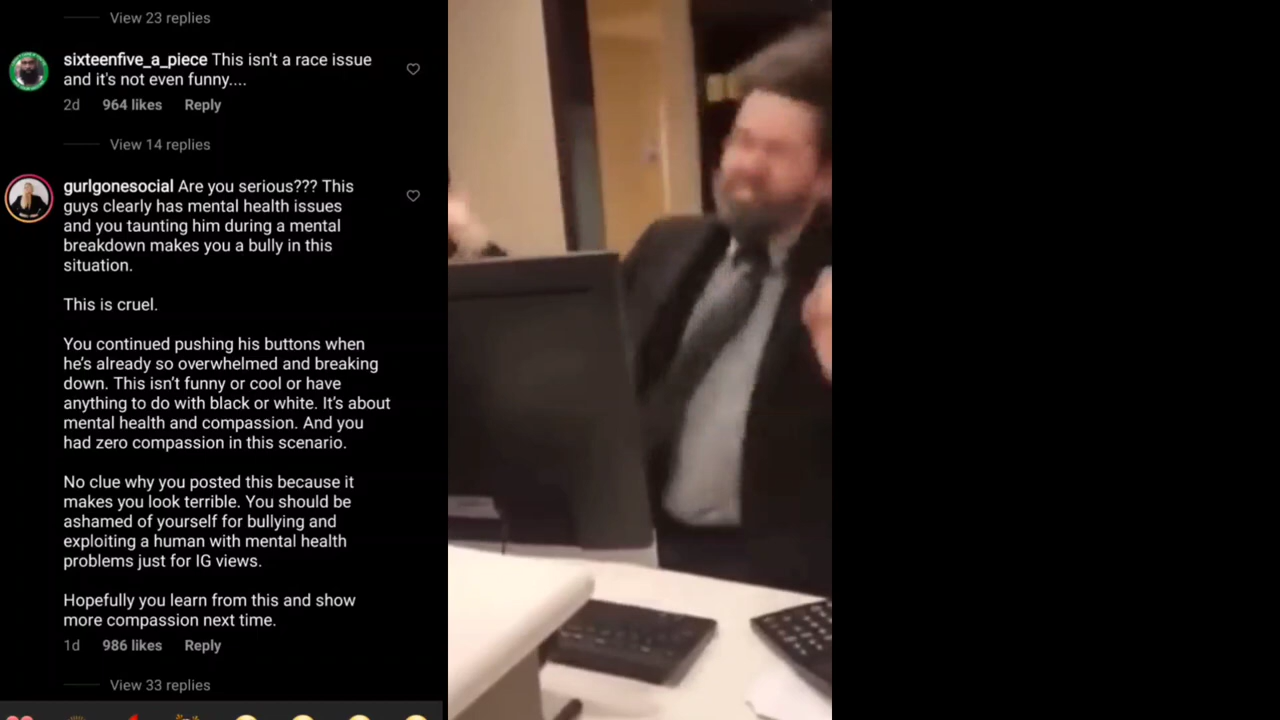 View 23 replies
sixteenfive_a_piece This isn't a race issue
and it's not even funny....
2d 964 likes Reply
View 14 replies
gurlgonesocial Are you serious??? This
guys clearly has mental health issues
and you taunting him during a mental
breakdown makes you a bully in this
situation.
This is cruel.
You continued pushing his buttons when
he's already so overwhelmed and breaking
down. This isn't funny or cool or have
anything to do with black or white. It's about
mental health and compassion. And you
had zero compassion in this scenario.
No clue why you posted this because it
makes you look terrible. You should be
ashamed of yourself for bullying and
exploiting a human with mental health
problems just for IG views.
Hopefully you learn from this and show
more compassion next time.
1d 986 likes Reply
View 33 replies